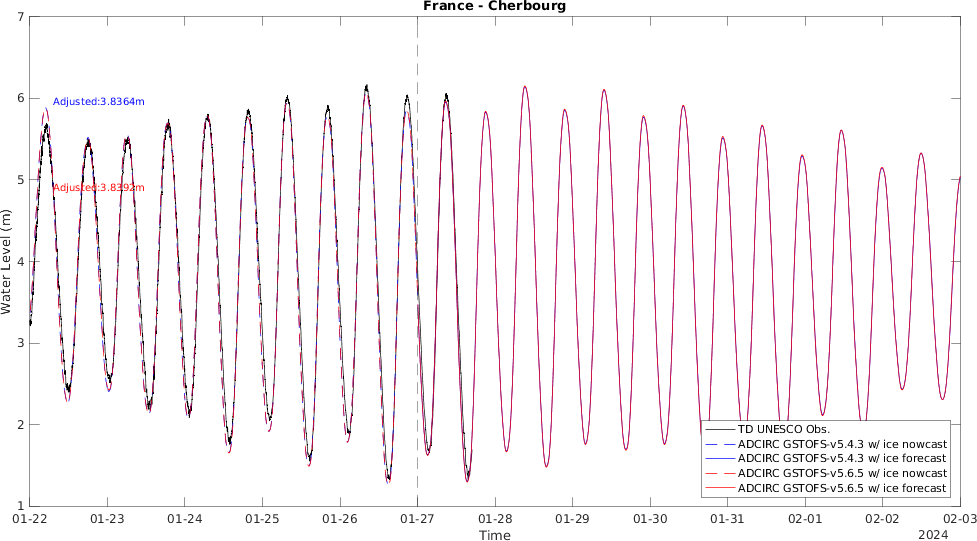 France - Cherbourg
7
6
5
4
3
2
1
Water Level (m)
Adjusted:3.8364m
Adjusted:3.8392m
TD UNESCO Obs.
ADCIRC GSTOFS-v5.4.3 w/ ice nowcast
ADCIRC GSTOFS-v5.4.3 w/ ice forecast
ADCIRC GSTOFS-v5.6.5 w/ ice nowcast
ADCIRC GSTOFS-v5.6.5 w/ ice forecast
01-22 01-23 01-24 01-25 01-26 01-27 01-28 01-29 01-30 01-31 02-01 02-02 02-03
Time
2024